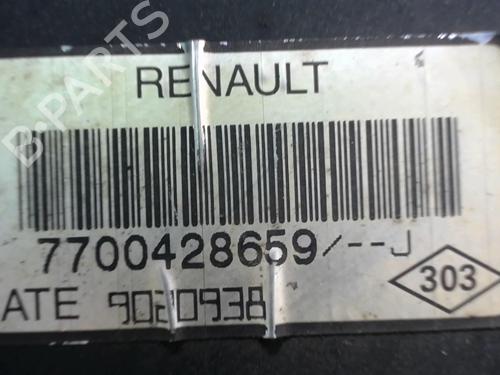 RENAULT
7700428659/--J
303
ATE 9020938
B-PARTS